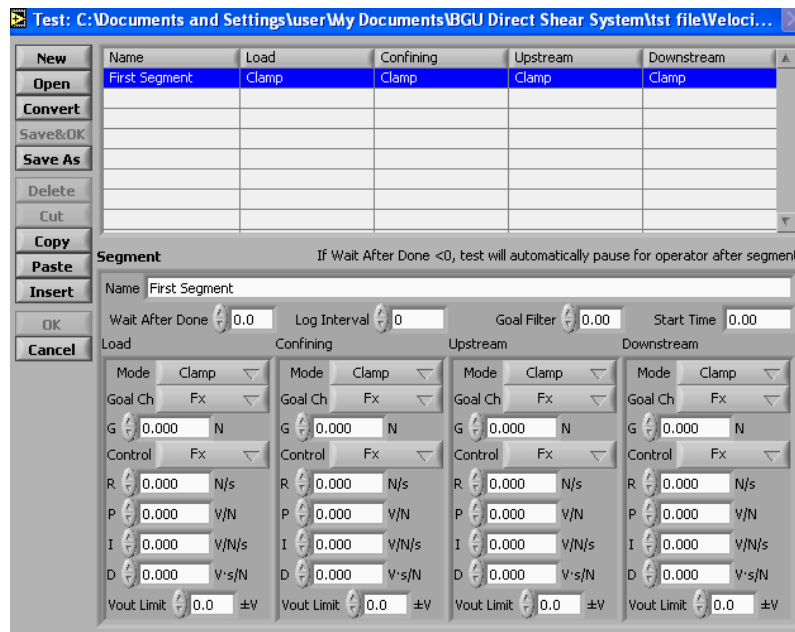 Test: C:\Documents and Settings\user\My Documents\BGU Direct Shear System\tst file\Veloci...
New
Open
Convert
Save&OK
Save As
Delete
Cut
Copy
Paste
Insert
OK
Cancel
Name Load Confining Upstream Downstream
First Segment Clamp Clamp Clamp Clamp
Segment If Wait After Done <0, test will automatically pause for operator after segment
Name First Segment
Wait After Done 0.0 Log Interval 0 Goal Filter 0.00 Start Time 0.00
Load Confining Upstream Downstream
Mode Clamp Mode Clamp Mode Clamp Mode Clamp
Goal Ch Fx Goal Ch Fx Goal Ch Fx Goal Ch Fx
G 0.000 N G 0.000 N G 0.000 N G 0.000 N
Control Fx Control Fx Control Fx Control Fx
R 0.000 N/s R 0.000 N/s R 0.000 N/s R 0.000 N/s
P 0.000 V/N P 0.000 V/N P 0.000 V/N P 0.000 V/N
I 0.000 V/N/s I 0.000 V/N/s I 0.000 V/N/s I 0.000 V/N/s
D 0.000 V·s/N D 0.000 V·s/N D 0.000 V·s/N D 0.000 V·s/N
Vout Limit 0.0 ±V Vout Limit 0.0 ±V Vout Limit 0.0 ±V Vout Limit 0.0 ±V